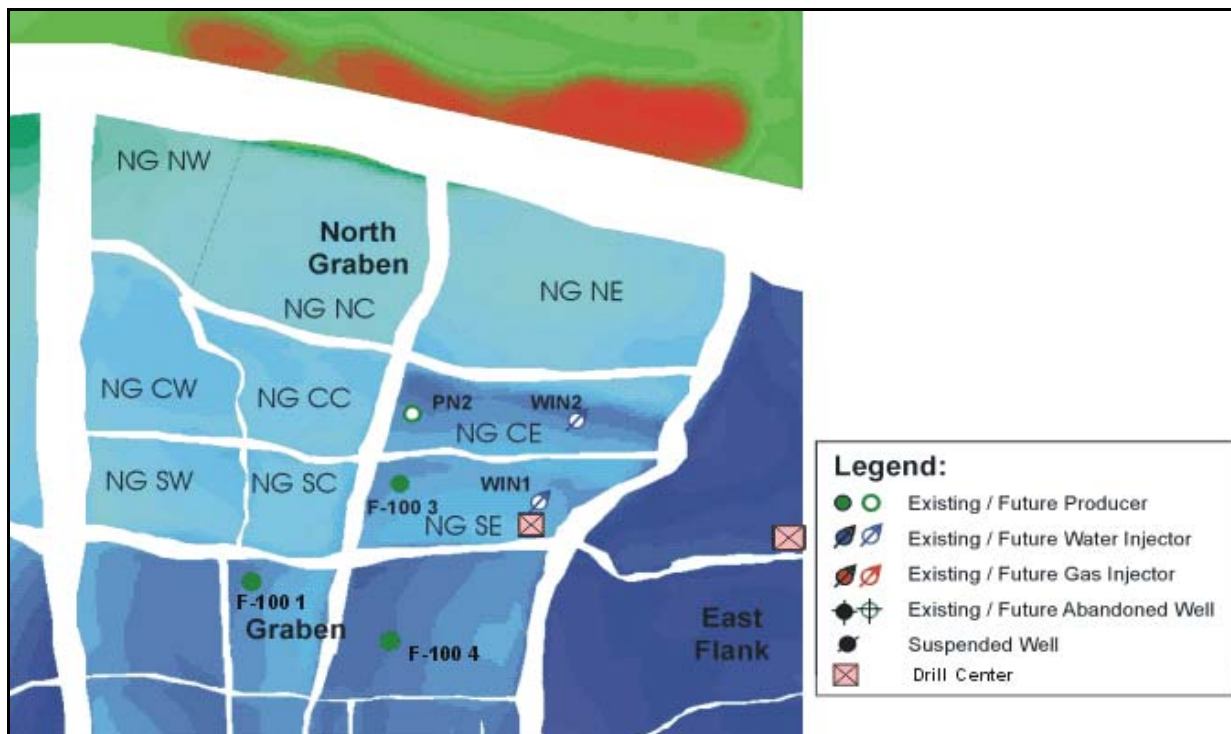 NG NW
North
Graben
NG NC
NG NE
NG CW
NG CC
PN2
WIN2
NG CE
NG SW
NG SC
F-100 3
WIN1
NG SE
F-100 1
Graben
F-100 4
East
Flank
Legend:
Existing / Future Producer
Existing / Future Water Injector
Existing / Future Gas Injector
Existing / Future Abandoned Well
Suspended Well
Drill Center